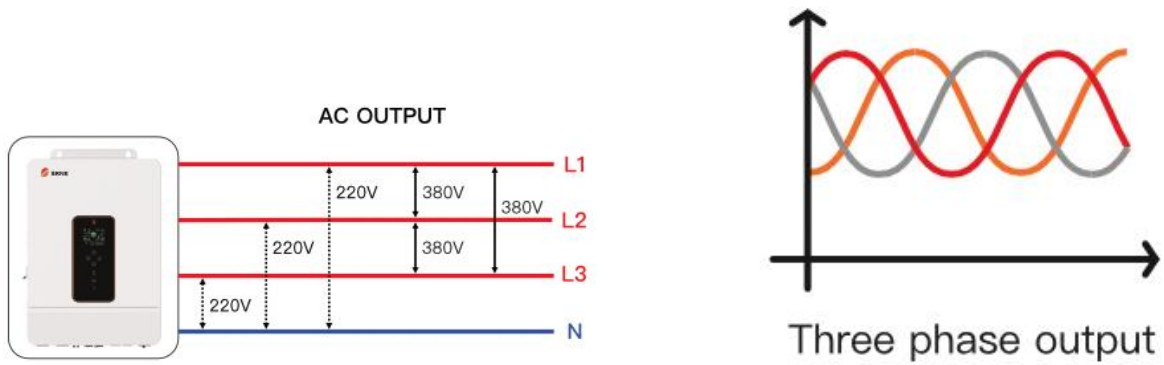 AC OUTPUT
L1
220V
380V
380V
L2
220V
380V
L3
220V
N
Three phase output